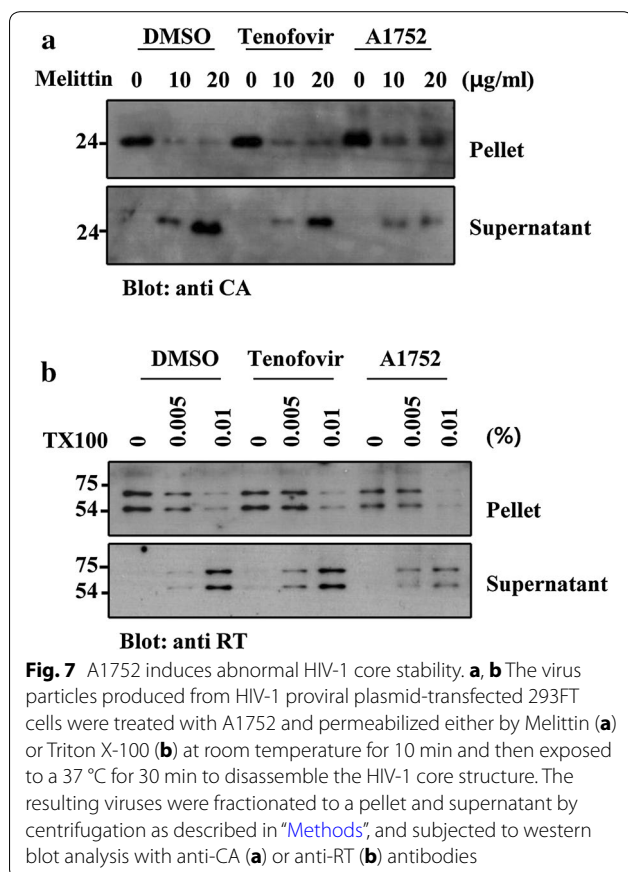 a
DMSO Tenofovir A1752
Melittin 0 10 20 0 10 20 0 10 20 (μg/ml)
24- Pellet
24- Supernatant
Blot: anti CA
b
DMSO Tenofovir A1752
TX100 0 0.005 0.01 0 0.005 0.01 0 0.005 0.01 (%)
75-
54- Pellet
75-
54- Supernatant
Blot: anti RT
Fig. 7 A1752 induces abnormal HIV-1 core stability. a, b The virus
particles produced from HIV-1 proviral plasmid-transfected 293FT
cells were treated with A1752 and permeabilized either by Melittin (a)
or Triton X-100 (b) at room temperature for 10 min and then exposed
to a 37 °C for 30 min to disassemble the HIV-1 core structure. The
resulting viruses were fractionated to a pellet and supernatant by
centrifugation as described in “Methods”, and subjected to western
blot analysis with anti-CA (a) or anti-RT (b) antibodies